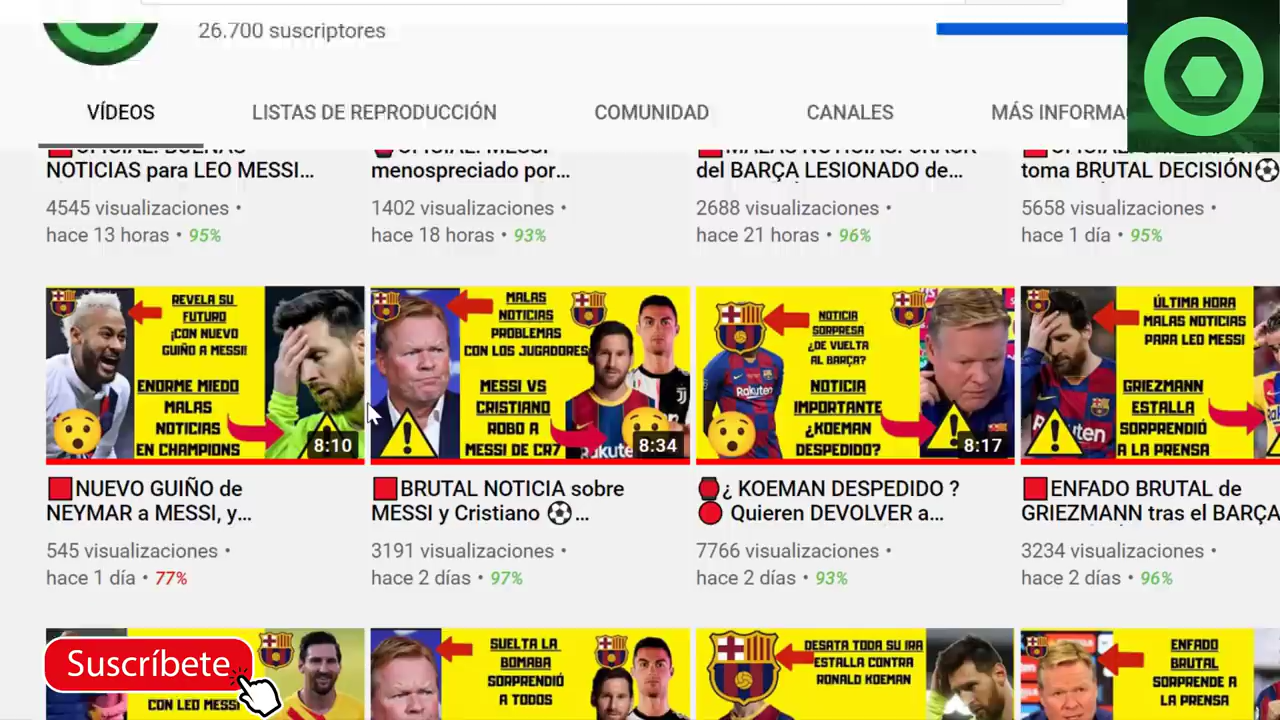 26.700 suscriptores
VÍDEOS
LISTAS DE REPRODUCCIÓN
COMUNIDAD
CANALES
MÁS INFORMA
NOTICIAS para LEO MESSI...
4545 visualizaciones •
hace 13 horas • 95%
menospreciado por...
1402 visualizaciones •
hace 18 horas • 93%
del BARÇA LESIONADO de...
2688 visualizaciones •
hace 21 horas • 96%
toma BRUTAL DECISIÓN⚽
5658 visualizaciones •
hace 1 día • 95%
REVELA SU
FUTURO
¡CON NUEVO
GUIÑO A MESSI!
ENORME MIEDO
MALAS
NOTICIAS
EN CHAMPIONS
8:10
🟥NUEVO GUIÑO de
NEYMAR a MESSI, y...
545 visualizaciones •
hace 1 día • 77%
MALAS
NOTICIAS
PROBLEMAS
CON LOS JUGADORES
MESSI VS
CRISTIANO
ROBO A
MESSI DE CR7
8:34
🟥BRUTAL NOTICIA sobre
MESSI y Cristiano ⚽...
3191 visualizaciones •
hace 2 días • 97%
NOTICIA
SORPRESA
¿DE VUELTA
AL BARÇA?
Rakuten
NOTICIA
IMPORTANTE
¿KOEMAN
DESPEDIDO?
8:17
¿ KOEMAN DESPEDIDO ?
🔴 Quieren DEVOLVER a...
7766 visualizaciones •
hace 2 días • 93%
ÚLTIMA HORA
MALAS NOTICIAS
PARA LEO MESSI
GRIEZMANN
ESTALLA
SORPRENDIÓ
A LA PRENSA
🟥ENFADO BRUTAL de
GRIEZMANN tras el BARÇA
3234 visualizaciones •
hace 2 días • 96%
Suscríbete
CON LEO MESSI
SUELTA LA
BOMABA
SORPRENDIÓ
A TODOS
DESATA TODA SU IRA
ESTALLA CONTRA
RONALD KOEMAN
ENFADO
BRUTAL
SORPRENDE A
LA PRENSA